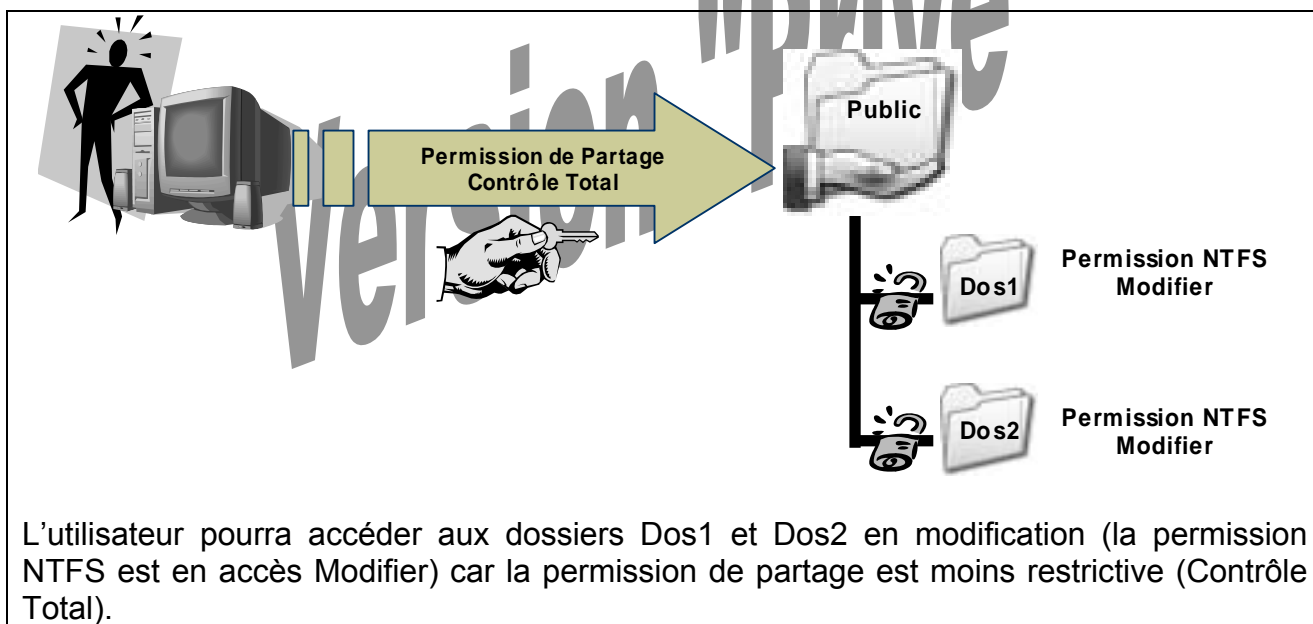 Version "Privé
Permission de Partage
Contrôle Total
Public
Dos1
Permission NTFS
Modifier
Dos2
Permission NTFS
Modifier
L’utilisateur pourra accéder aux dossiers Dos1 et Dos2 en modification (la permission
NTFS est en accès Modifier) car la permission de partage est moins restrictive (Contrôle
Total).